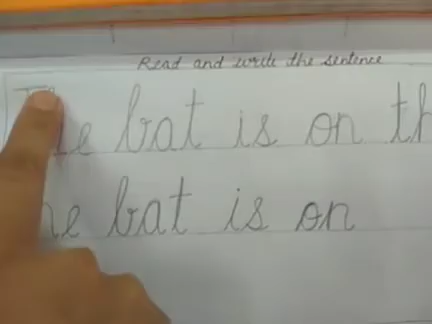 Read and write the sentence
bat is on
bat is on